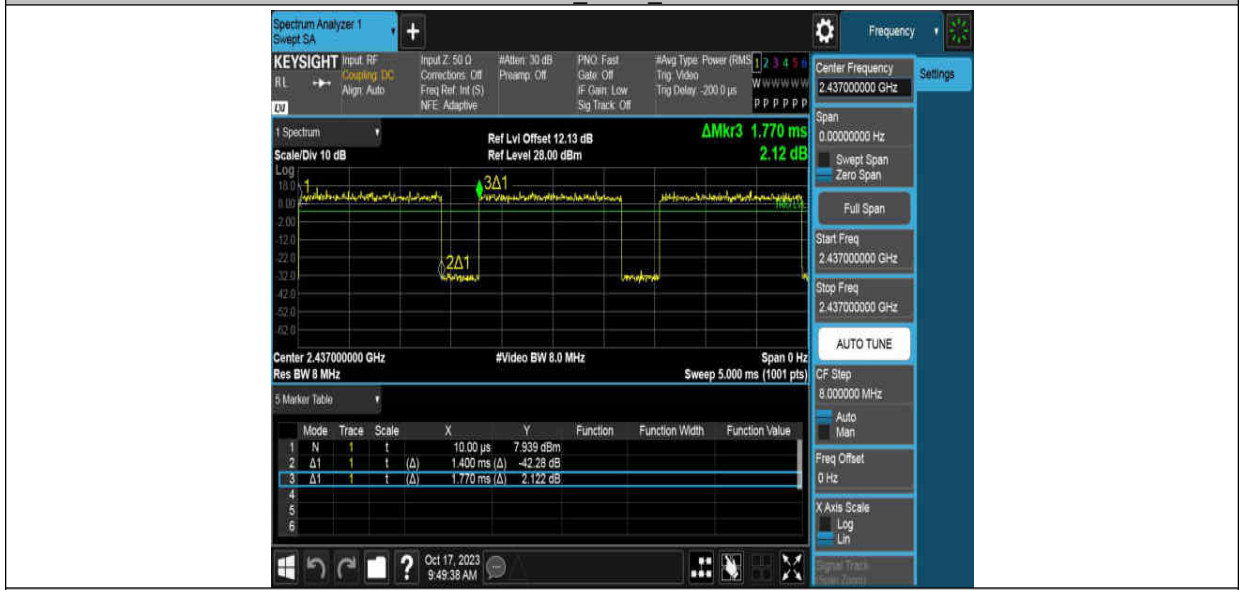 Spectrum Analyzer 1
Swept SA
+
Frequency
KEYSIGHT
RL
LXI
Input: RF
Coupling: DC
Align: Auto
Input Z: 50 Ω
Corrections: Off
Freq Ref: Int (S)
NFE: Adaptive
#Atten: 30 dB
Preamp: Off
PNO: Fast
Gate: Off
IF Gain: Low
Sig Track: Off
#Avg Type: Power (RMS
Trig: Video
Trig Delay: -200.0 µs
1 2 3 4 5 6
W W W W W W
P P P P P P
Center Frequency
2.437000000 GHz
Settings
Span
0.00000000 Hz
Swept Span
Zero Span
Full Span
Start Freq
2.437000000 GHz
Stop Freq
2.437000000 GHz
AUTO TUNE
CF Step
8.000000 MHz
Auto
Man
Freq Offset
0 Hz
X Axis Scale
Log
Lin
Signal Track
(Span Zoom)
1 Spectrum
Scale/Div 10 dB
Ref Lvl Offset 12.13 dB
Ref Level 28.00 dBm
ΔMkr3 1.770 ms
2.12 dB
Log
18.0
8.00
-2.00
-12.0
-22.0
-32.0
-42.0
-52.0
-62.0
1
3Δ1
2Δ1
Center 2.437000000 GHz
Res BW 8 MHz
#Video BW 8.0 MHz
Span 0 Hz
Sweep 5.000 ms (1001 pts)
5 Marker Table
Mode Trace Scale X Y Function Function Width Function Value
1 N 1 t 10.00 µs 7.939 dBm
2 Δ1 1 t (Δ) 1.400 ms (Δ) -42.28 dB
3 Δ1 1 t (Δ) 1.770 ms (Δ) 2.122 dB
4
5
6
?
Oct 17, 2023
9:49:38 AM